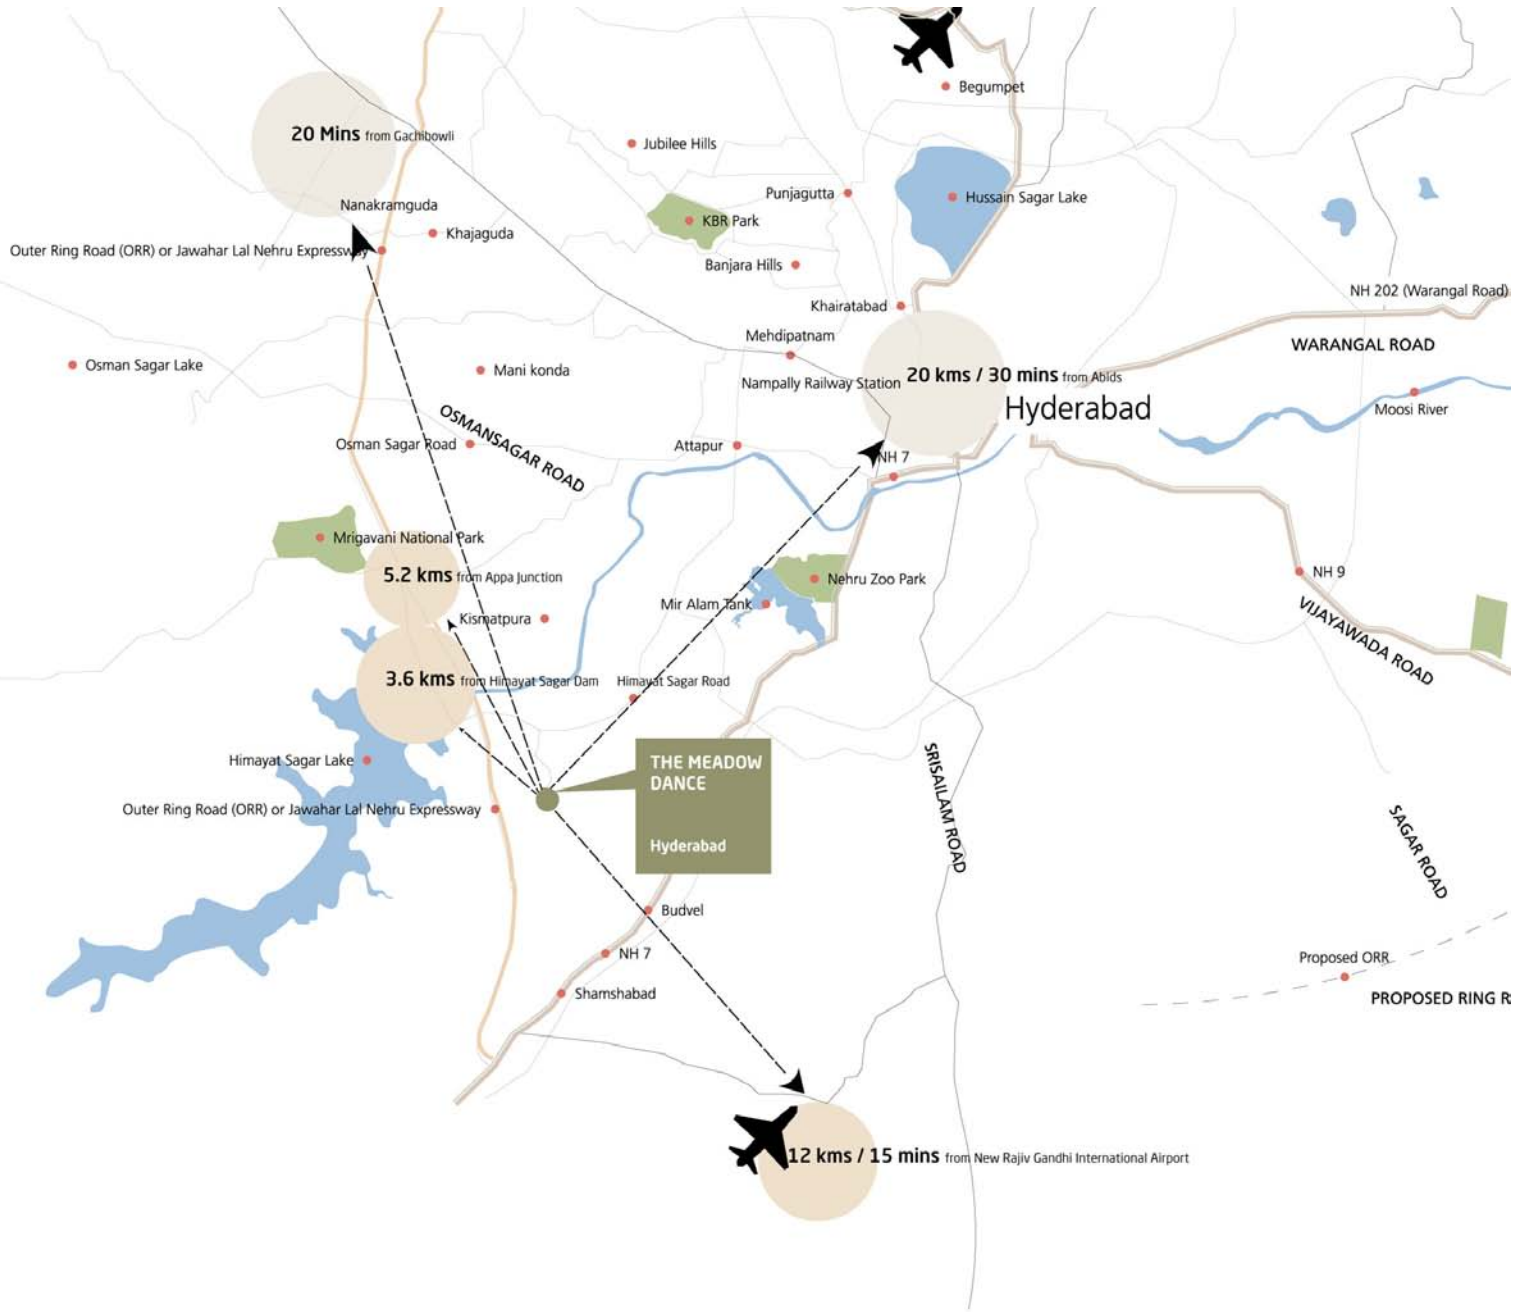 Begumpet
20 Mins from Gachibowli
Jubilee Hills
Punjagutta
Hussain Sagar Lake
Nanakramguda
KBR Park
Khajaguda
Outer Ring Road (ORR) or Jawahar Lal Nehru Expressway
Banjara Hills
NH 202 (Warangal Road)
Khairatabad
Mehdipatnam
WARANGAL ROAD
Osman Sagar Lake
Mani konda
Nampally Railway Station
20 kms / 30 mins from Abids
Hyderabad
Moosi River
OSMANSAGAR ROAD
Osman Sagar Road
Attapur
NH 7
Mrigavani National Park
5.2 kms from Appa Junction
Nehru Zoo Park
NH 9
Mir Alam Tank
Kismatpura
VIJAYAWADA ROAD
3.6 kms from Himayat Sagar Dam
Himayat Sagar Road
Himayat Sagar Lake
THE MEADOW
DANCE
Hyderabad
SRISAILAM ROAD
Outer Ring Road (ORR) or Jawahar Lal Nehru Expressway
SAGAR ROAD
Budvel
NH 7
Proposed ORR
Shamshabad
PROPOSED RING R
12 kms / 15 mins from New Rajiv Gandhi International Airport